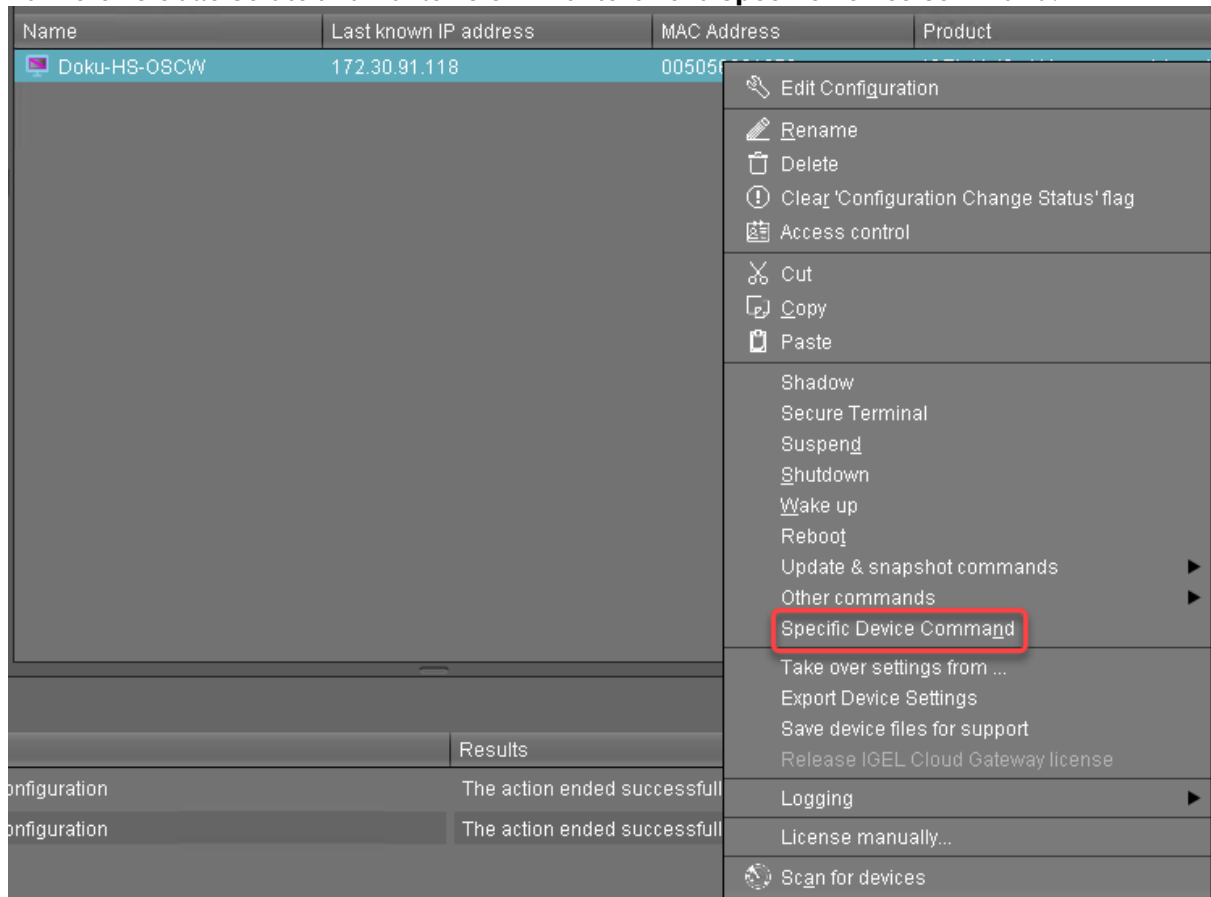 Name Last known IP address MAC Address Product
Doku-HS-OSCW 172.30.91.118
Edit Configuration
Rename
Delete
Clear 'Configuration Change Status' flag
Access control
Cut
Copy
Paste
Shadow
Secure Terminal
Suspend
Shutdown
Wake up
Reboot
Update & snapshot commands
Other commands
Specific Device Command
Take over settings from ...
Export Device Settings
Save device files for support
Release IGEL Cloud Gateway license
Results
onfiguration The action ended successfull
Logging
onfiguration The action ended successfull
License manually...
Scan for devices